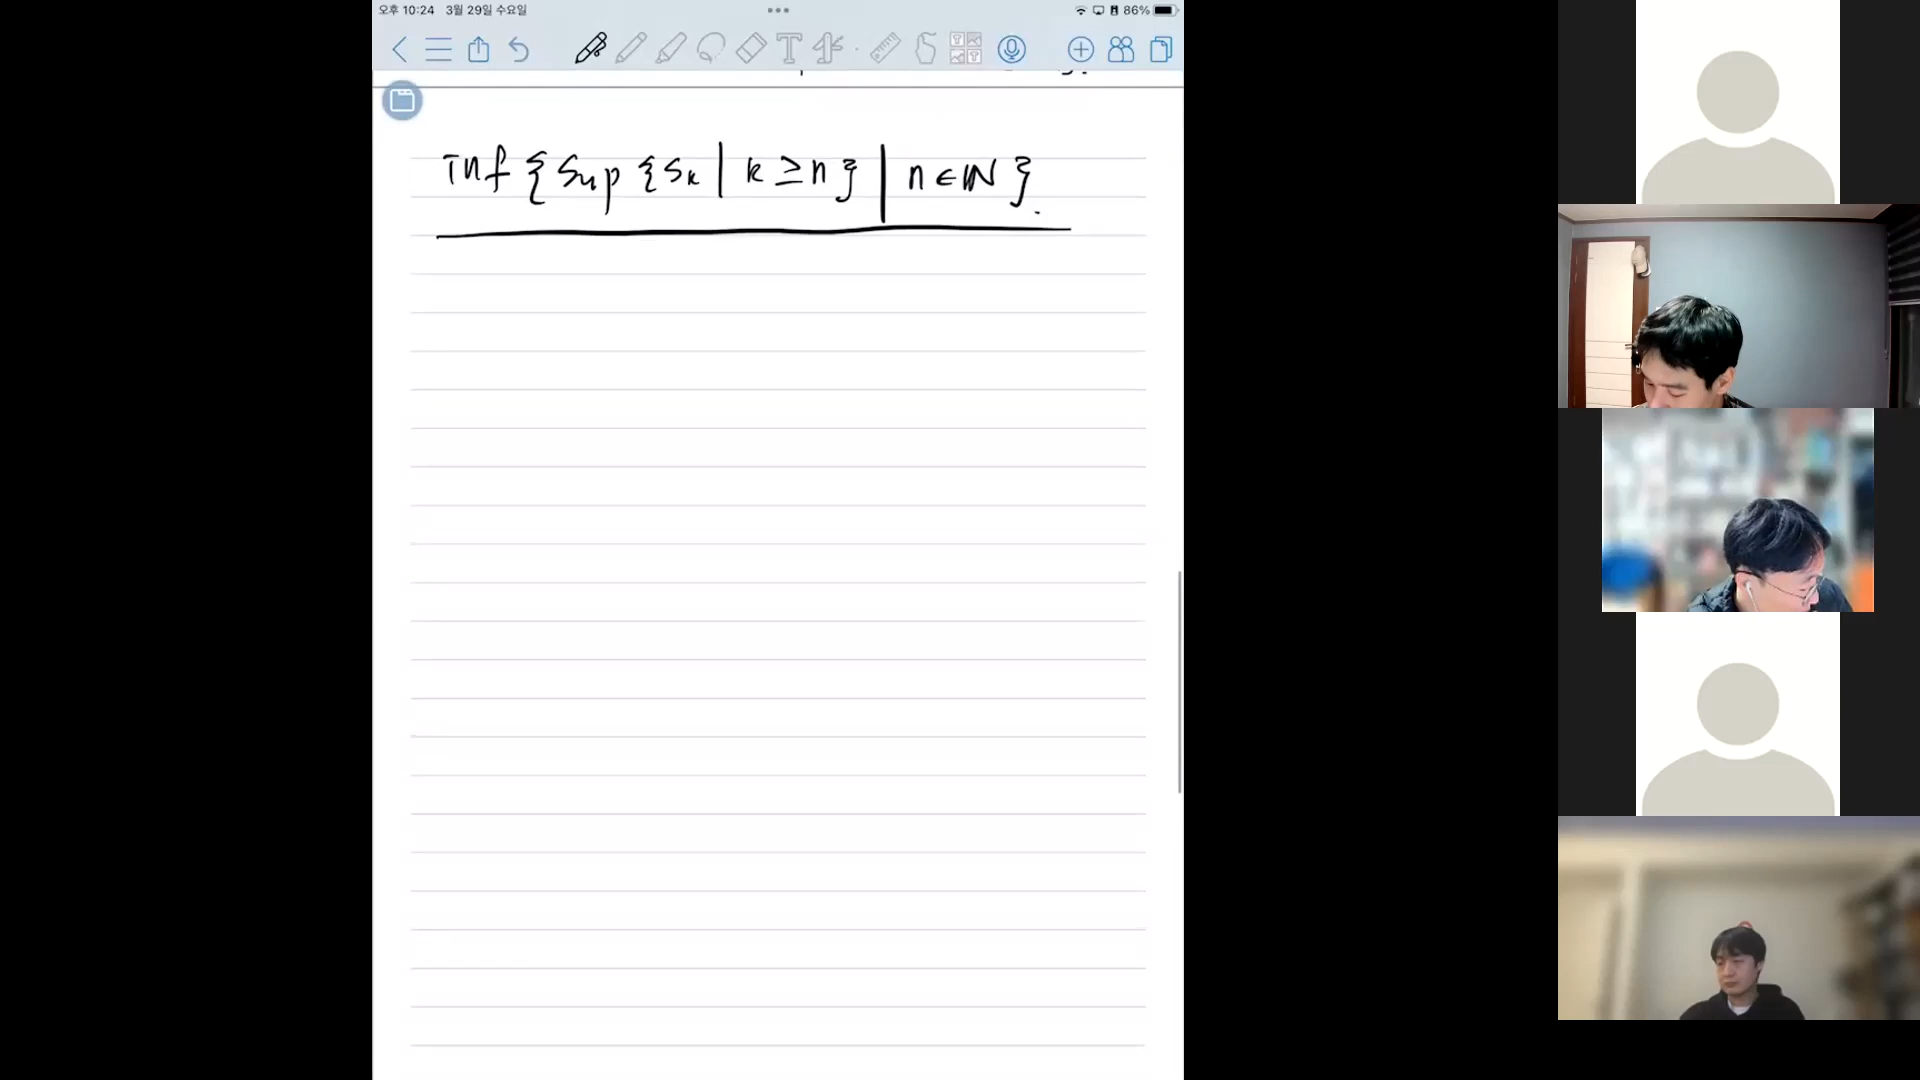 오후 10:24 3월 29일 수요일
86%
Inf { Sup { Sk | k ≥ n } | n ∈ ℕ }.